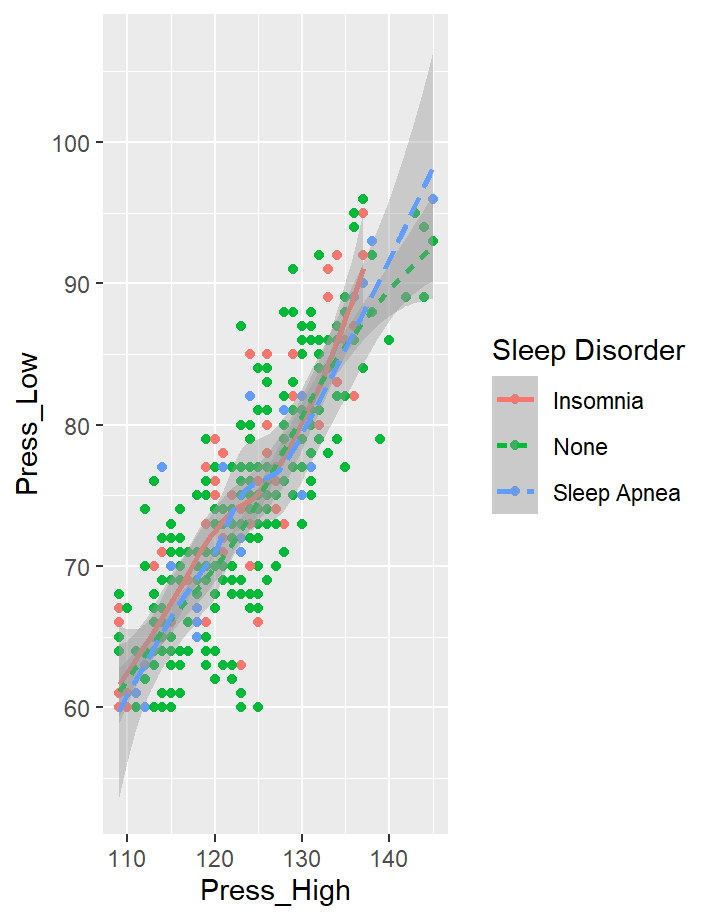 100
90
80
70
60
Press_Low
110 120 130 140
Press_High
Sleep Disorder
Insomnia
None
Sleep Apnea